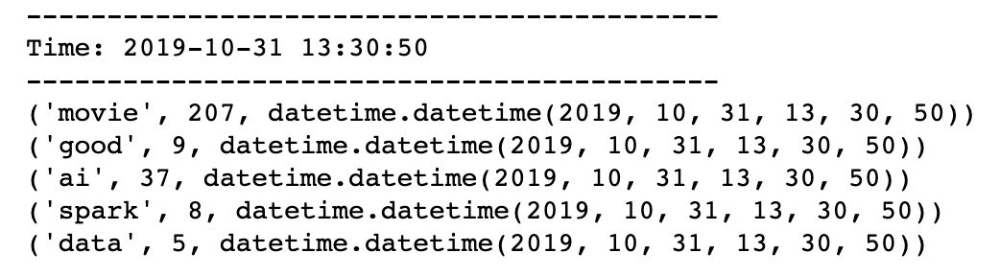 -------------------------------------------
Time: 2019-10-31 13:30:50
-------------------------------------------
('movie', 207, datetime.datetime(2019, 10, 31, 13, 30, 50))
('good', 9, datetime.datetime(2019, 10, 31, 13, 30, 50))
('ai', 37, datetime.datetime(2019, 10, 31, 13, 30, 50))
('spark', 8, datetime.datetime(2019, 10, 31, 13, 30, 50))
('data', 5, datetime.datetime(2019, 10, 31, 13, 30, 50))